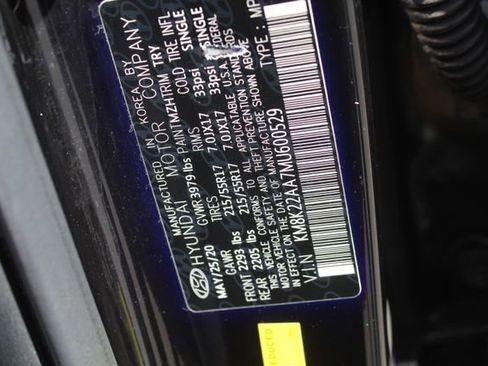 MANUFACTURED IN KOREA BY
HYUNDAI MOTOR COMPANY
MAY/25/20 PAINT MZH TRIM TRY
GVWR 3979 lbs
GAWR TIRES RIMS COLD TIRE INFL
FRONT 2293 lbs 215/55R17 7.0JX17 33psi SINGLE
REAR 2205 lbs 215/55R17 7.0JX17 33psi SINGLE
THIS VEHICLE CONFORMS TO ALL APPLICABLE FEDERAL
MOTOR VEHICLE SAFETY AND THEFT PREVENTION STANDARDS
IN EFFECT ON THE DATE OF MANUFACTURE SHOWN ABOVE
V.I.N KM8K22AA7MU600529 TYPE: MP
REDUCED